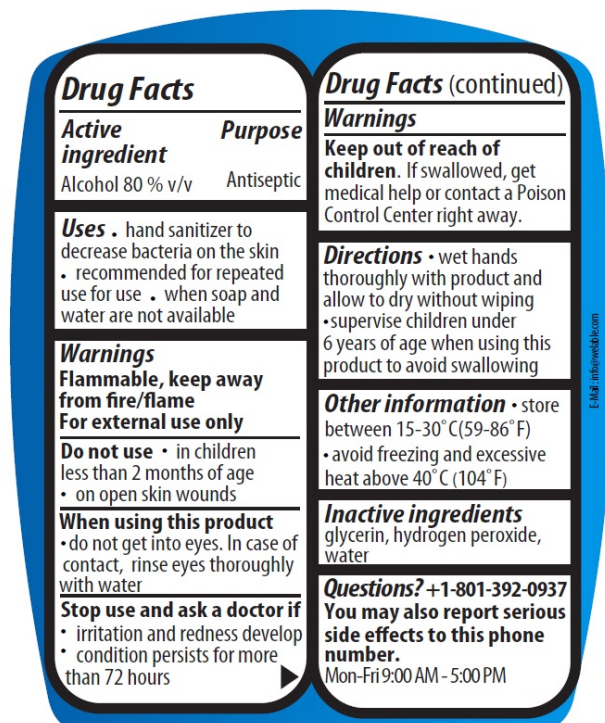 Drug Facts
Active Purpose
ingredient
Alcohol 80 % v/v Antiseptic
Uses • hand sanitizer to
decrease bacteria on the skin
• recommended for repeated
use for use • when soap and
water are not available
Warnings
Flammable, keep away
from fire/flame
For external use only
Do not use • in children
less than 2 months of age
• on open skin wounds
When using this product
• do not get into eyes. In case of
contact, rinse eyes thoroughly
with water
Stop use and ask a doctor if
• irritation and redness develop
• condition persists for more
than 72 hours
Drug Facts (continued)
Warnings
Keep out of reach of
children. If swallowed, get
medical help or contact a Poison
Control Center right away.
Directions • wet hands
thoroughly with product and
allow to dry without wiping
• supervise children under
6 years of age when using this
product to avoid swallowing
Other information • store
between 15-30˚C(59-86˚F)
• avoid freezing and excessive
heat above 40˚C (104˚F)
Inactive ingredients
glycerin, hydrogen peroxide,
water
Questions? +1-801-392-0937
You may also report serious
side effects to this phone
number.
Mon-Fri 9:00 AM - 5:00 PM
E-Mail : info@welable.com